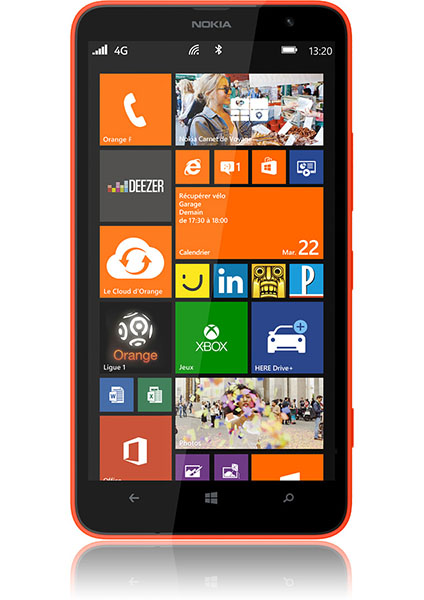 NOKIA
4G
13:20
Orange F
Nokia Carnet de Voyage
DEEZER
1
Récupérer vélo
Garage
Demain
de 17:30 à 18:00
Calendrier
Mar. 22
Le Cloud d'Orange
in
Orange
Ligue 1
XBOX
Jeux
HERE Drive+
Photos
Office